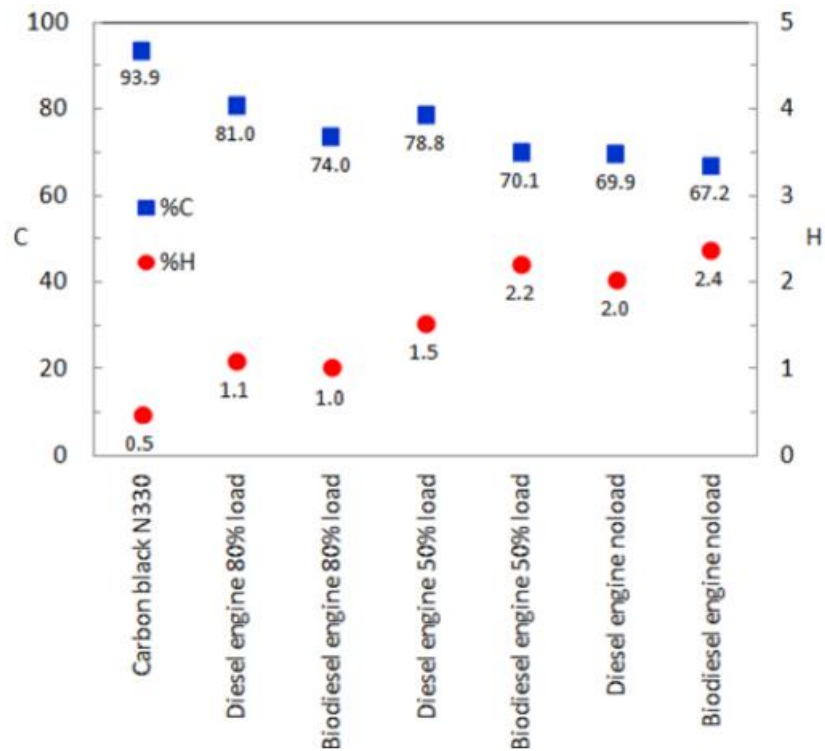 100
80
60
40
20
0
C
5
4
3
2
1
0
H
%C
%H
93.9
81.0
74.0
78.8
70.1
69.9
67.2
0.5
1.1
1.0
1.5
2.2
2.0
2.4
Carbon black N330
Diesel engine 80% load
Biodiesel engine 80% load
Diesel engine 50% load
Biodiesel engine 50% load
Diesel engine noload
Biodiesel engine noload